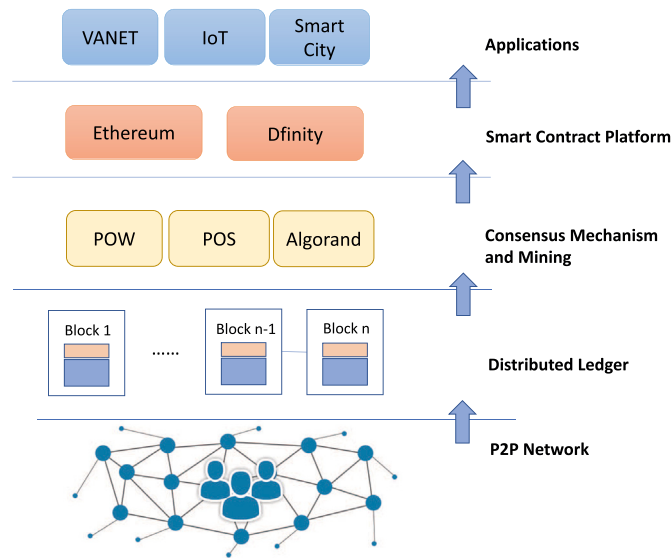 VANET
IoT
Smart
City
Applications
Ethereum
Dfinity
Smart Contract Platform
POW
POS
Algorand
Consensus Mechanism
and Mining
Block 1
......
Block n-1
Block n
Distributed Ledger
P2P Network